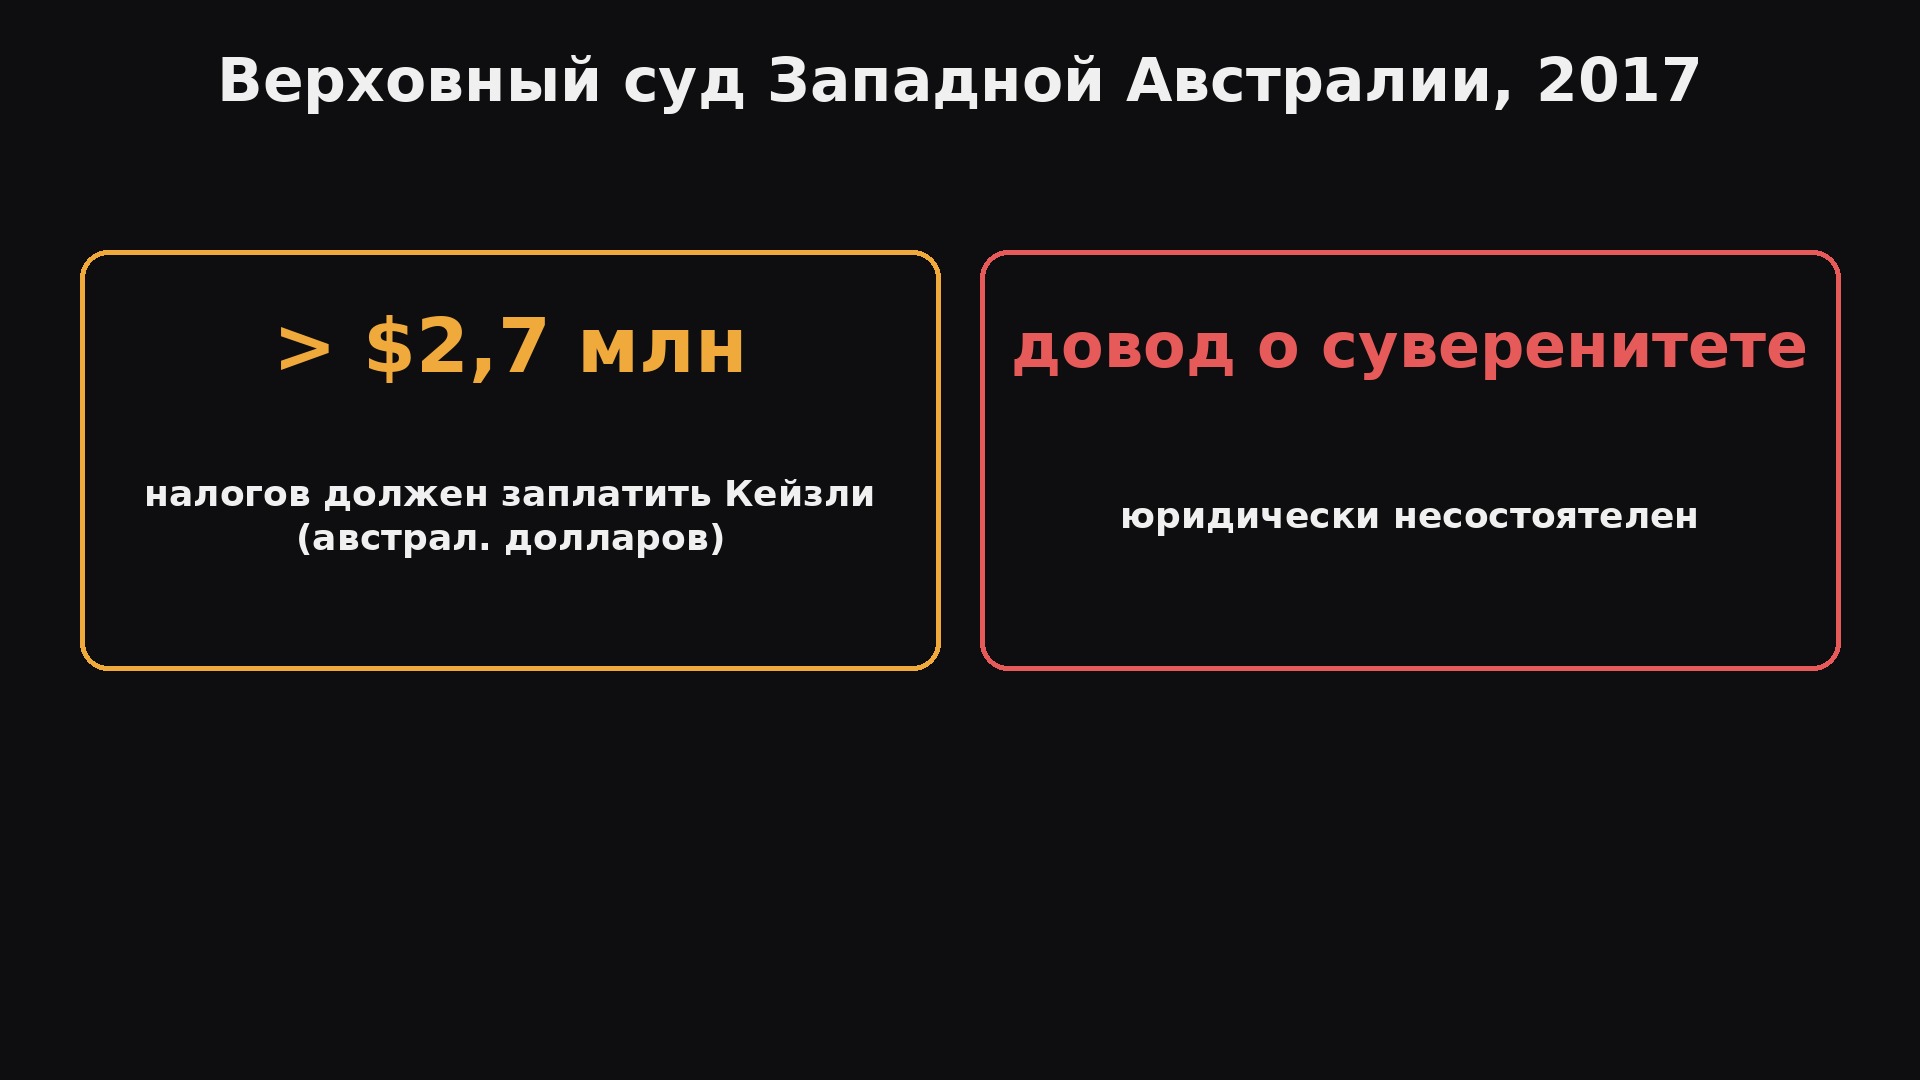 Верховный суд Западной Австралии, 2017
> $2,7 млн
налогов должен заплатить Кейзли
(австрал. долларов)
довод о суверенитете
юридически несостоятелен